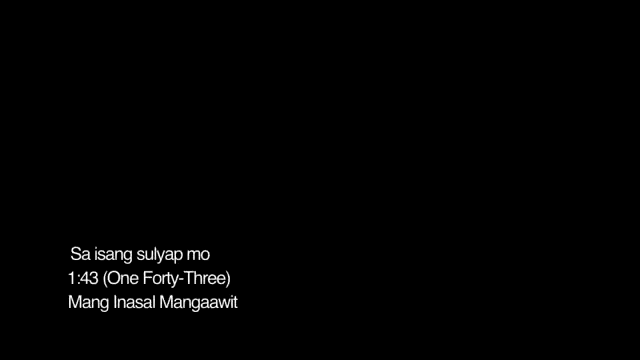 Sa isang sulyap mo
1:43 (One Forty-Three)
Mang Inasal Mangaawit